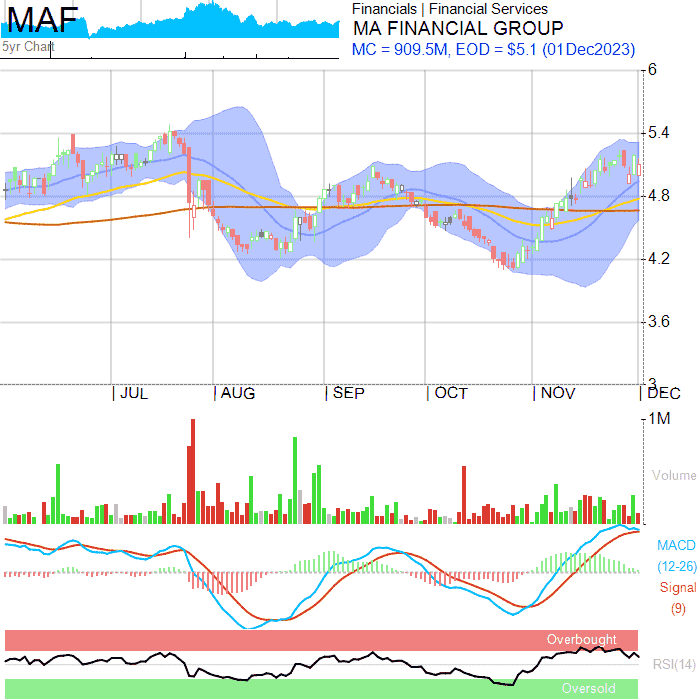 MAF
5yr Chart
Financials | Financial Services
MA FINANCIAL GROUP
MC = 909.5M, EOD = $5.1 (01Dec2023)
6
5.4
4.8
4.2
3.6
3
JUL AUG SEP OCT NOV DEC
1M
Volume
MACD
(12-26)
Signal
(9)
Overbought
RSI(14)
Oversold